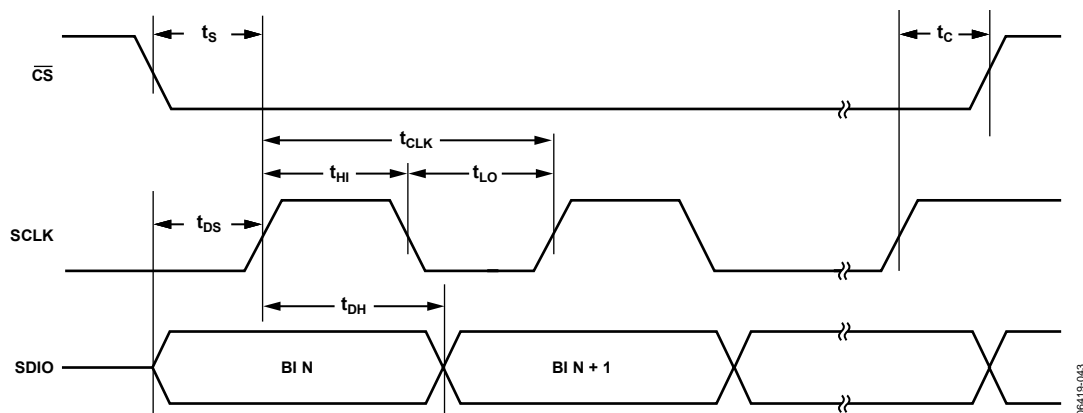 tS
tC
CS
tCLK
tHI
tLO
tDS
SCLK
tDH
SDIO
BI N
BI N + 1
06419-043